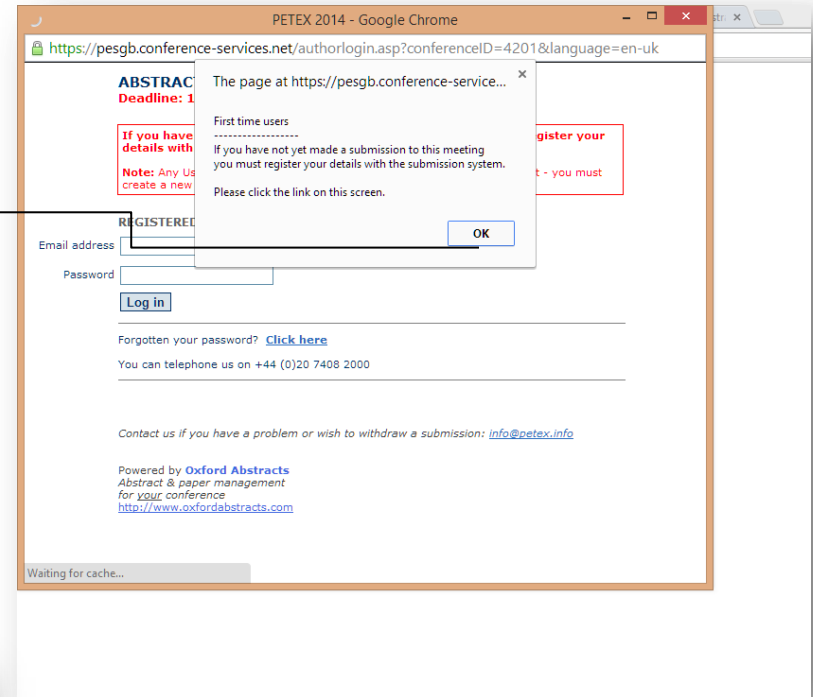 PETEX 2014 - Google Chrome
https://pesgb.conference-services.net/authorlogin.asp?conferenceID=4201&language=en-uk
ABSTRAC
Deadline: 1
The page at https://pesgb.conference-service...
First time users
------------------
If you have not yet made a submission to this meeting
you must register your details with the submission system.
Please click the link on this screen.
OK
If you have
gister your
details with
Note: Any Us
t - you must
create a new
REGISTERED
Email address
Password
Log in
Forgotten your password? Click here
You can telephone us on +44 (0)20 7408 2000
Contact us if you have a problem or wish to withdraw a submission: info@petex.info
Powered by Oxford Abstracts
Abstract & paper management
for your conference
http://www.oxfordabstracts.com
Waiting for cache...